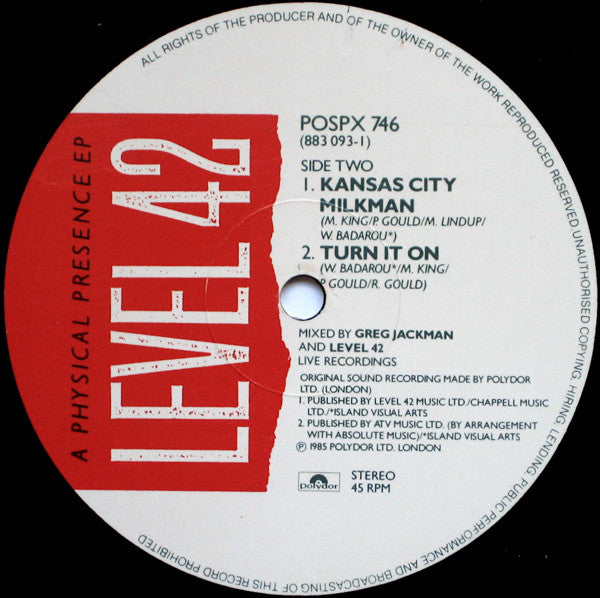 ALL RIGHTS OF THE PRODUCER AND OF THE OWNER OF THE WORK REPRODUCED RESERVED. UNAUTHORISED COPYING, HIRING, LENDING, PUBLIC PERFORMANCE AND BROADCASTING OF THIS RECORD PROHIBITED
A PHYSICAL PRESENCE EP
LEVEL 42
POSPX 746
(883 093-1)
SIDE TWO
1. KANSAS CITY
MILKMAN
(M. KING/P. GOULD/M. LINDUP/
W. BADAROU*)
2. TURN IT ON
(W. BADAROU*/M. KING/
P GOULD/R. GOULD)
MIXED BY GREG JACKMAN
AND LEVEL 42
LIVE RECORDINGS
ORIGINAL SOUND RECORDING MADE BY POLYDOR
LTD. (LONDON)
1. PUBLISHED BY LEVEL 42 MUSIC LTD./CHAPPELL MUSIC
LTD./*ISLAND VISUAL ARTS
2. PUBLISHED BY ATV MUSIC LTD. (BY ARRANGEMENT
WITH ABSOLUTE MUSIC)/*ISLAND VISUAL ARTS
℗ 1985 POLYDOR LTD. LONDON
Polydor
STEREO
45 RPM